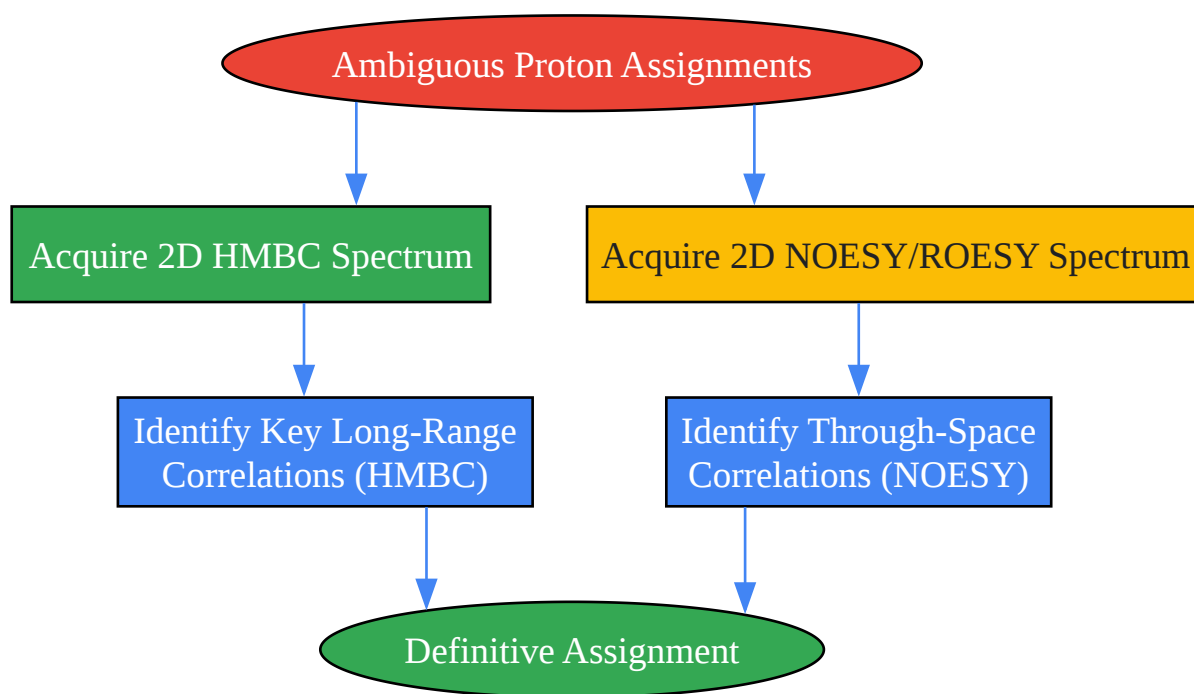 Ambiguous Proton Assignments
Acquire 2D HMBC Spectrum
Acquire 2D NOESY/ROESY Spectrum
Identify Key Long-Range
Correlations (HMBC)
Identify Through-Space
Correlations (NOESY)
Definitive Assignment